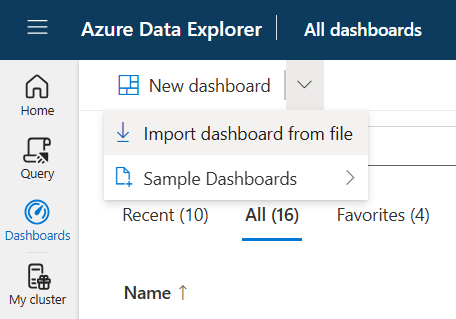 Azure Data Explorer
All dashboards
Home
New dashboard
Import dashboard from file
Query
Sample Dashboards
Dashboards
Recent (10)
All (16)
Favorites (4)
My cluster
Name ↑